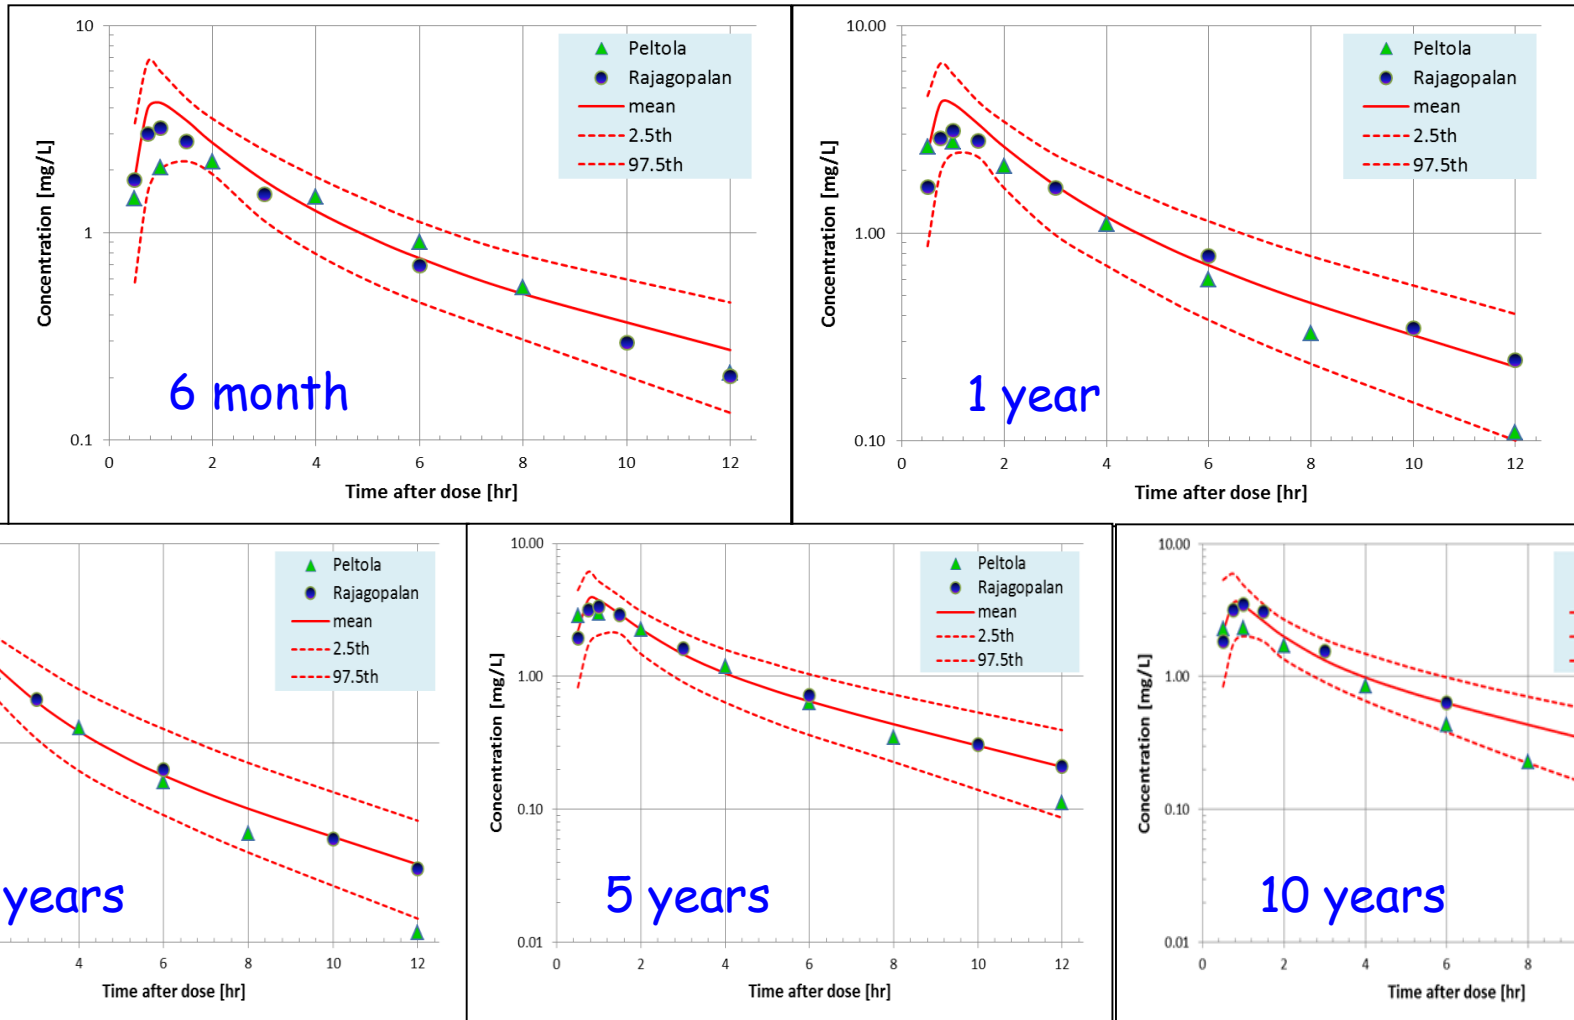 10
1
0.1
Concentration [mg/L]
Peltola
Rajagopalan
mean
2.5th
97.5th
6 month
0 2 4 6 8 10 12
Time after dose [hr]
10.00
1.00
0.10
Concentration [mg/L]
Peltola
Rajagopalan
mean
2.5th
97.5th
1 year
0 2 4 6 8 10 12
Time after dose [hr]
Peltola
Rajagopalan
mean
2.5th
97.5th
years
4 6 8 10 12
Time after dose [hr]
10.00
1.00
0.10
0.01
Concentration [mg/L]
Peltola
Rajagopalan
mean
2.5th
97.5th
5 years
0 2 4 6 8 10 12
Time after dose [hr]
10.00
1.00
0.10
0.01
Concentration [mg/L]
10 years
0 2 4 6 8
Time after dose [hr]